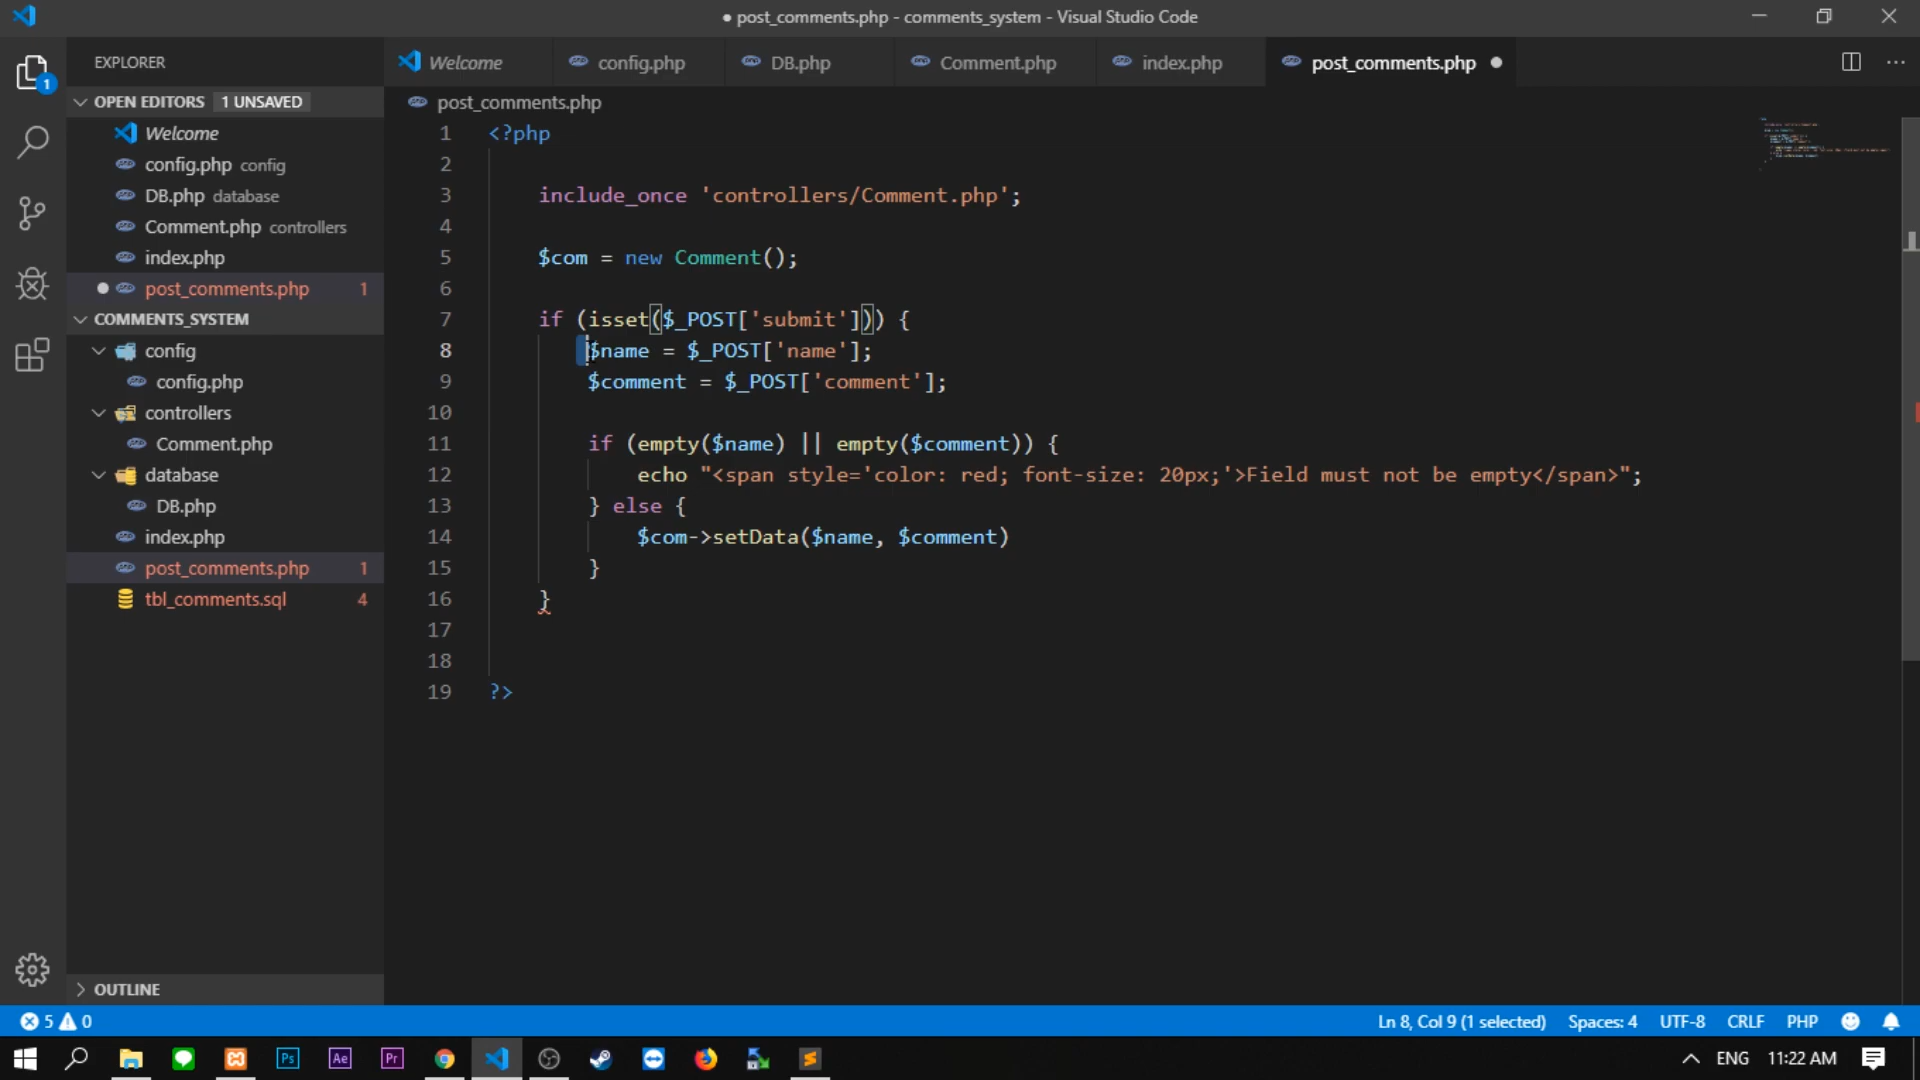 ● post_comments.php - comments_system - Visual Studio Code
EXPLORER
1
OPEN EDITORS 1 UNSAVED
Welcome
config.php config
DB.php database
Comment.php controllers
index.php
● post_comments.php 1
COMMENTS_SYSTEM
config
config.php
controllers
Comment.php
database
DB.php
index.php
post_comments.php 1
tbl_comments.sql 4
OUTLINE
Welcome config.php DB.php Comment.php index.php post_comments.php ●
post_comments.php
1 <?php
2
3 include_once 'controllers/Comment.php';
4
5 $com = new Comment();
6
7 if (isset($_POST['submit'])) {
8 $name = $_POST['name'];
9 $comment = $_POST['comment'];
10
11 if (empty($name) || empty($comment)) {
12 echo "<span style='color: red; font-size: 20px;'>Field must not be empty</span>";
13 } else {
14 $com->setData($name, $comment)
15 }
16 }
17
18
19 ?>
5 0 Ln 8, Col 9 (1 selected) Spaces: 4 UTF-8 CRLF PHP
Ps Ae Pr ENG 11:22 AM